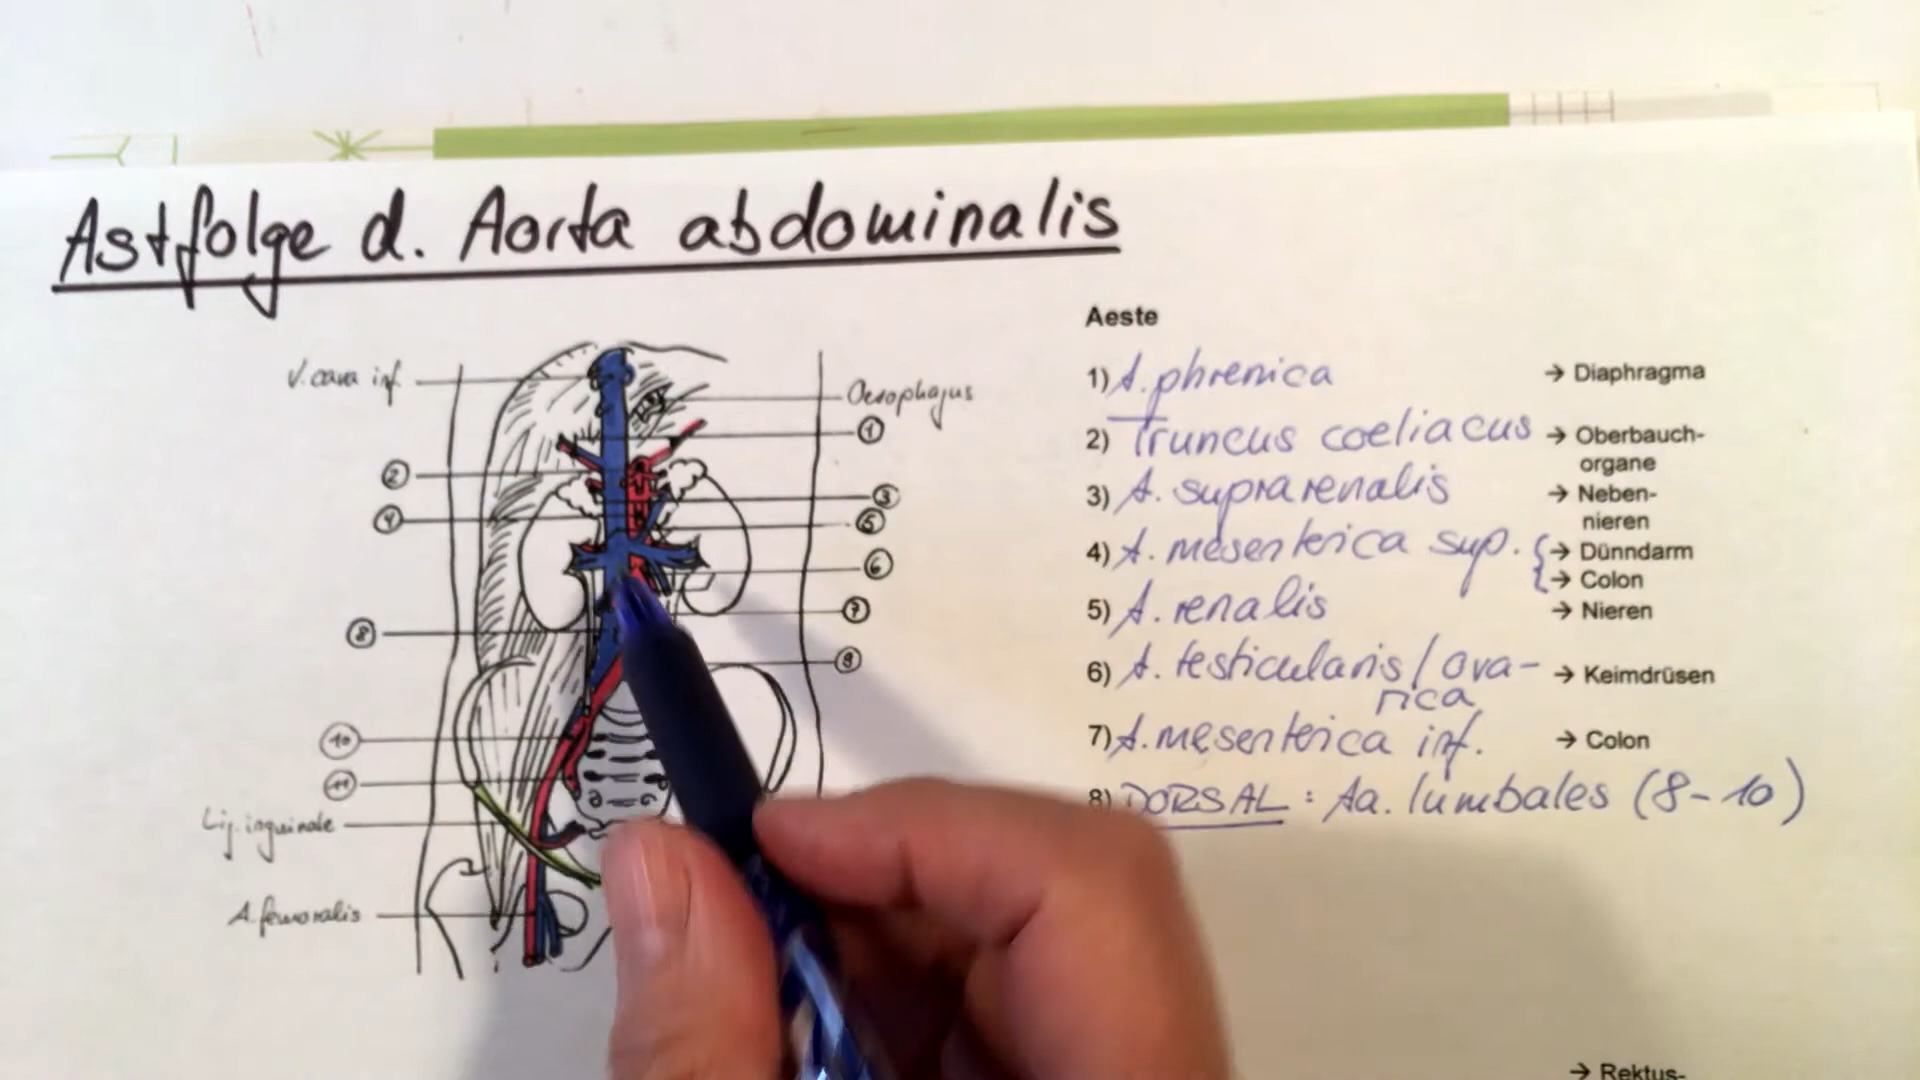 Astfolge d. Aorta abdominalis
V. cava inf.
Oesophagus
1
2
3
4
5
6
7
8
9
10
11
Lig. inguinale
A. femoralis
Aeste
1) A. phrenica → Diaphragma
2) Truncus coeliacus → Oberbauch-
organe
3) A. suprarenalis → Neben-
nieren
4) A. mesenterica sup. { → Dünndarm
→ Colon
5) A. renalis → Nieren
6) A. testicularis / ova- → Keimdrüsen
rica
7) A. mesenterica inf. → Colon
8) DORSAL : Aa. lumbales (8-10)
→ Rektus-